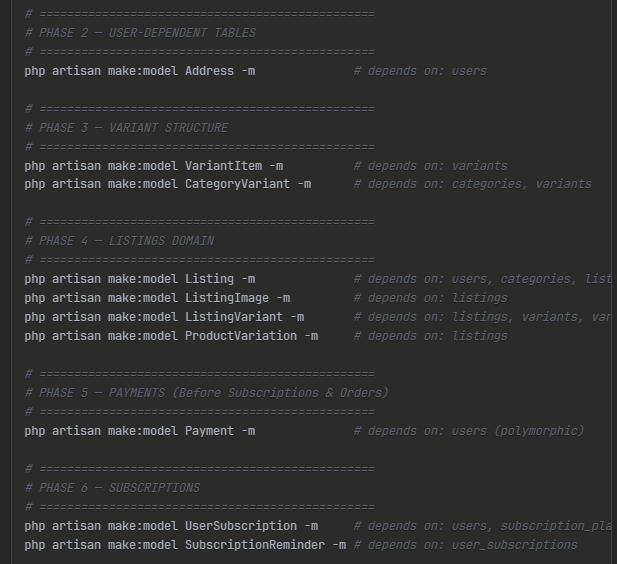 # ================================================
# PHASE 2 — USER-DEPENDENT TABLES
# ================================================
php artisan make:model Address -m # depends on: users
# ================================================
# PHASE 3 — VARIANT STRUCTURE
# ================================================
php artisan make:model VariantItem -m # depends on: variants
php artisan make:model CategoryVariant -m # depends on: categories, variants
# ================================================
# PHASE 4 — LISTINGS DOMAIN
# ================================================
php artisan make:model Listing -m # depends on: users, categories, list
php artisan make:model ListingImage -m # depends on: listings
php artisan make:model ListingVariant -m # depends on: listings, variants, var
php artisan make:model ProductVariation -m # depends on: listings
# ================================================
# PHASE 5 — PAYMENTS (Before Subscriptions & Orders)
# ================================================
php artisan make:model Payment -m # depends on: users (polymorphic)
# ================================================
# PHASE 6 — SUBSCRIPTIONS
# ================================================
php artisan make:model UserSubscription -m # depends on: users, subscription_pla
php artisan make:model SubscriptionReminder -m # depends on: user_subscriptions